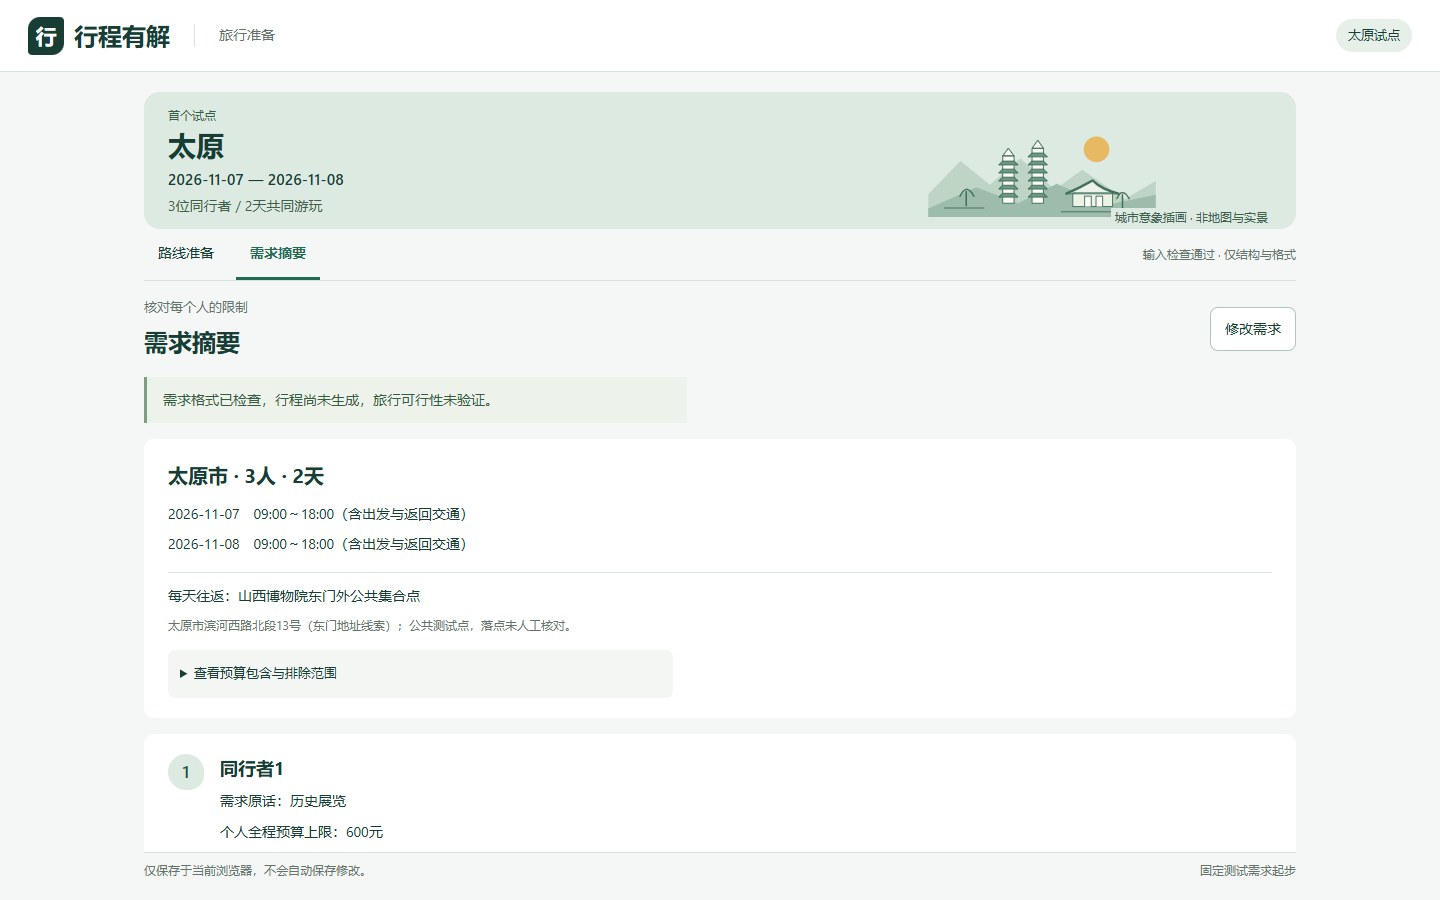 行 行程有解 旅行准备 太原试点
首个试点
太原
2026-11-07 — 2026-11-08
3位同行者 / 2天共同游玩
城市意象插画 · 非地图与实景
路线准备 需求摘要 输入检查通过 · 仅结构与格式
核对每个人的限制
需求摘要
修改需求
需求格式已检查，行程尚未生成，旅行可行性未验证。
太原市 · 3人 · 2天
2026-11-07 09:00～18:00（含出发与返回交通）
2026-11-08 09:00～18:00（含出发与返回交通）
每天往返：山西博物院东门外公共集合点
太原市滨河西路北段13号（东门地址线索）；公共测试点，落点未人工核对。
查看预算包含与排除范围
1 同行者1
需求原话：历史展览
个人全程预算上限：600元
仅保存于当前浏览器，不会自动保存修改。 固定测试需求起步